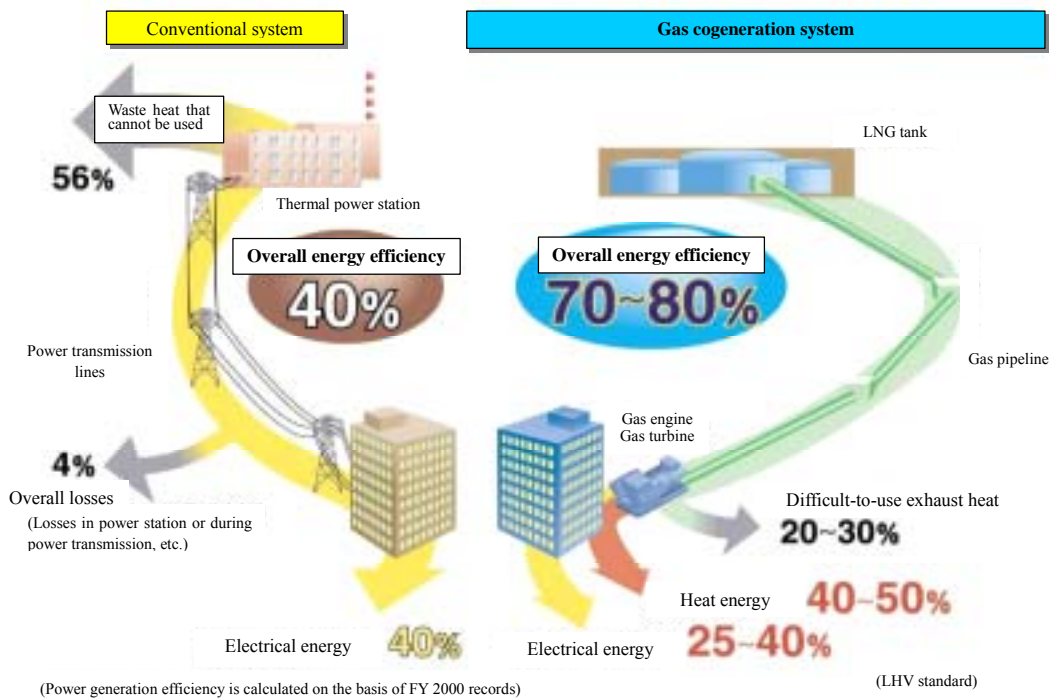 Conventional system
Gas cogeneration system
Waste heat that
cannot be used
56%
Thermal power station
LNG tank
Overall energy efficiency
40%
Overall energy efficiency
70~80%
Power transmission
lines
Gas pipeline
Gas engine
Gas turbine
4%
Overall losses
(Losses in power station or during
power transmission, etc.)
Difficult-to-use exhaust heat
20~30%
Heat energy 40~50%
Electrical energy 40%
Electrical energy 25~40%
(Power generation efficiency is calculated on the basis of FY 2000 records)
(LHV standard)